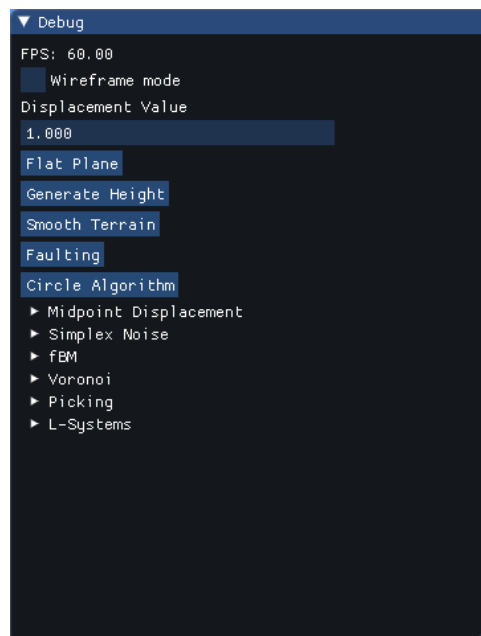 Debug
FPS: 60.00
Wireframe mode
Displacement Value
1.000
Flat Plane
Generate Height
Smooth Terrain
Faulting
Circle Algorithm
Midpoint Displacement
Simplex Noise
fBM
Voronoi
Picking
L-Systems